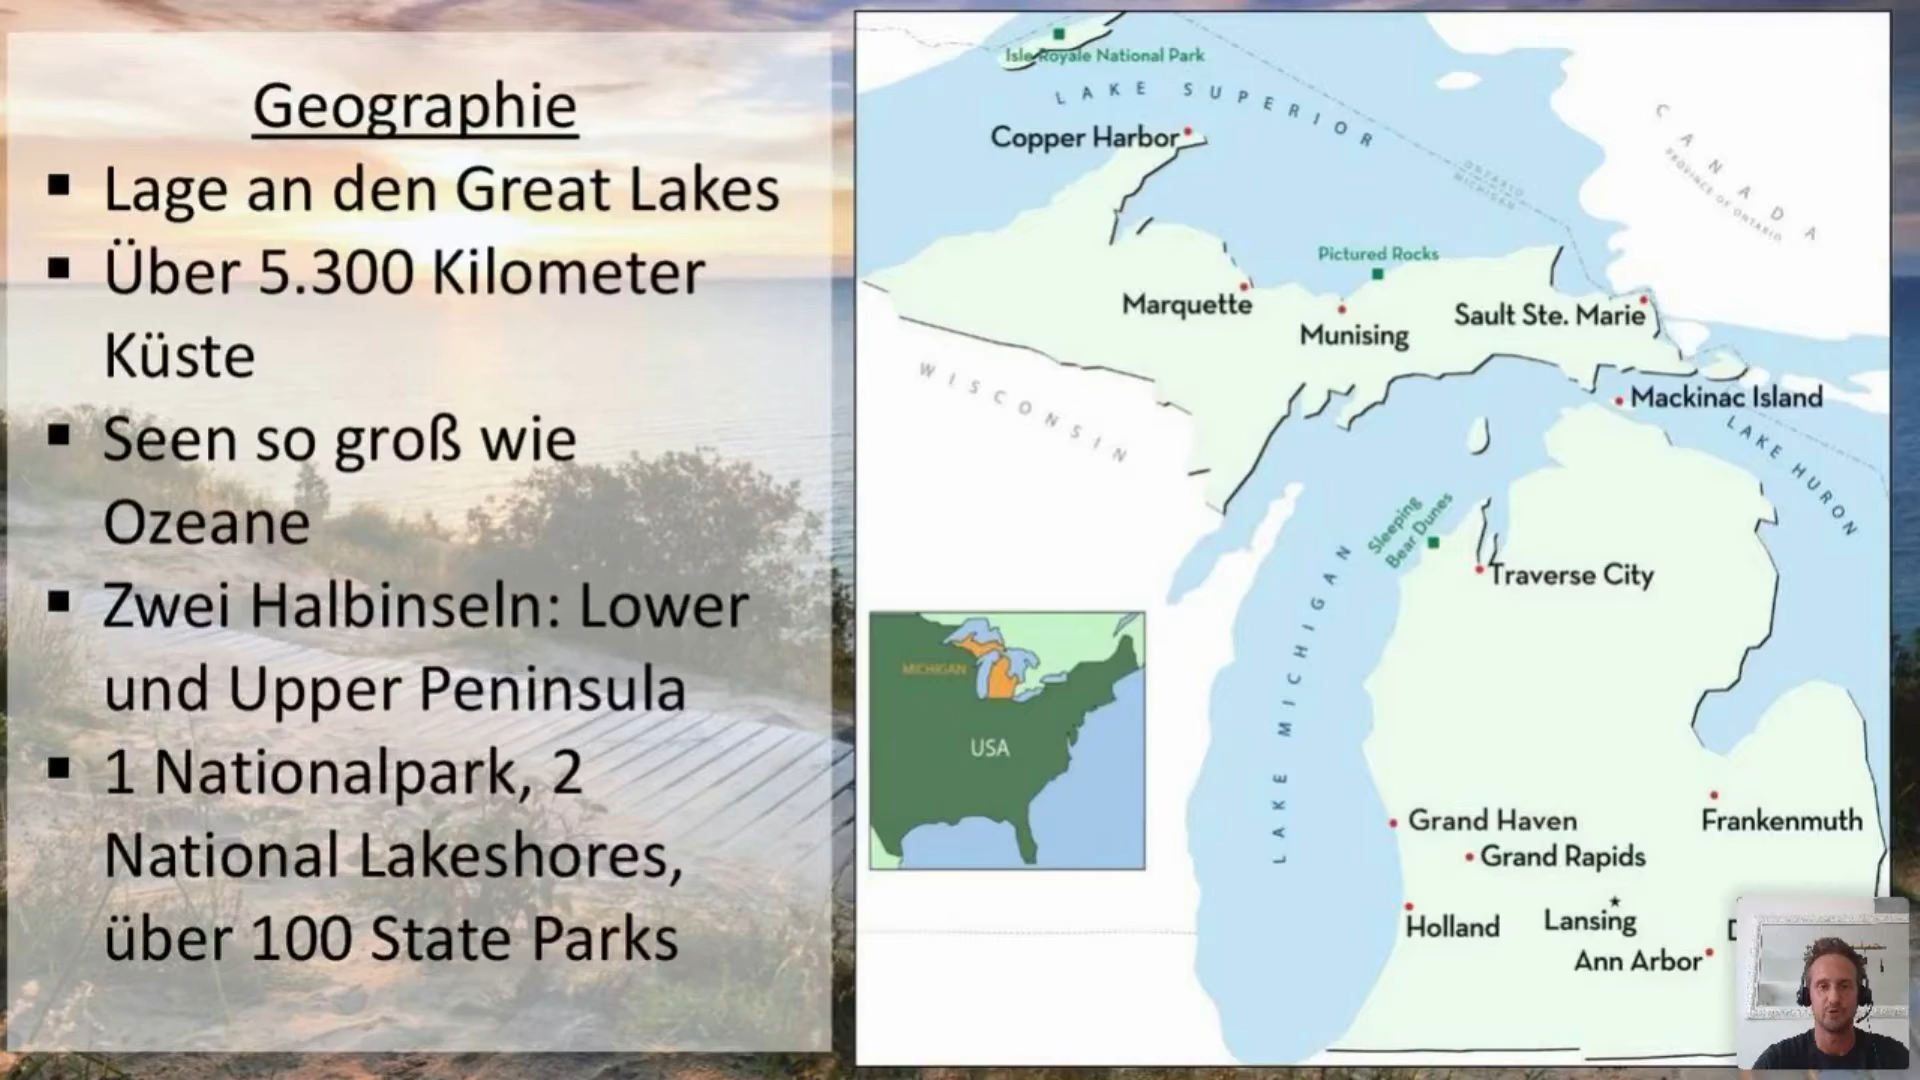 Geographie
▪ Lage an den Great Lakes
▪ Über 5.300 Kilometer
Küste
▪ Seen so groß wie
Ozeane
▪ Zwei Halbinseln: Lower
und Upper Peninsula
▪ 1 Nationalpark, 2
National Lakeshores,
über 100 State Parks
Isle Royale National Park
LAKE SUPERIOR
Copper Harbor
CANADA
PROVINCE OF ONTARIO
ONTARIO
MICHIGAN
Pictured Rocks
Marquette
Munising
Sault Ste. Marie
WISCONSIN
Mackinac Island
LAKE HURON
Sleeping
Bear Dunes
Traverse City
LAKE MICHIGAN
MICHIGAN
USA
Grand Haven
Frankenmuth
Grand Rapids
Holland
Lansing
Ann Arbor